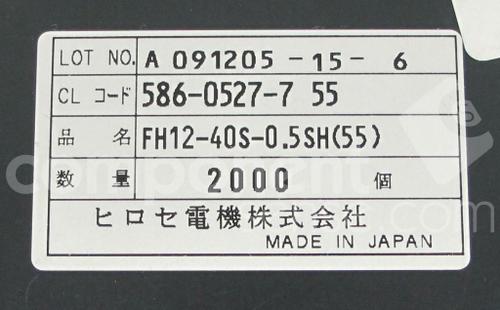 LOT NO. A 091205 -15- 6
CL コード 586-0527-7 55
品名 FH12-40S-0.5SH(55)
数量 2000 個
ヒロセ電機株式会社
MADE IN JAPAN
component